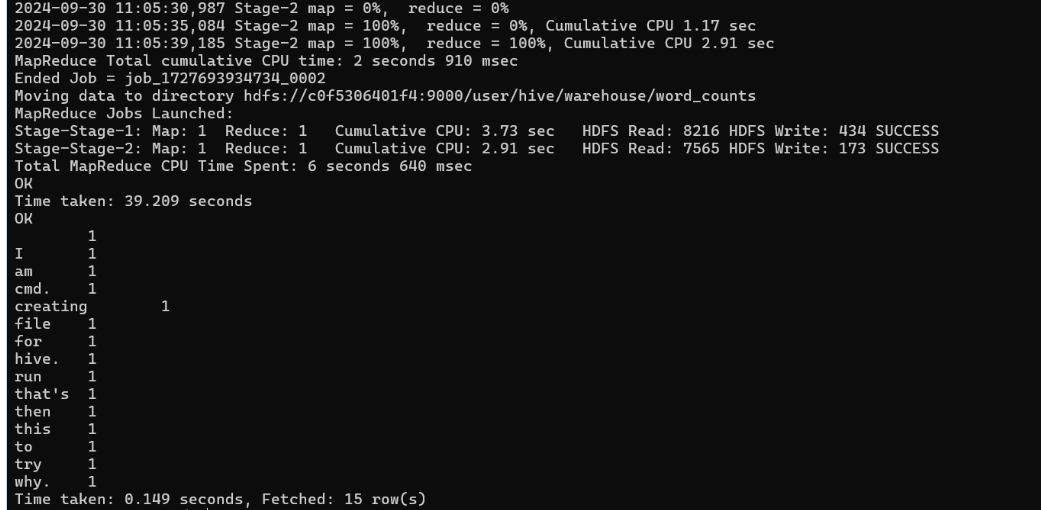 2024-09-30 11:05:30,987 Stage-2 map = 0%,  reduce = 0%
2024-09-30 11:05:35,084 Stage-2 map = 100%,  reduce = 0%, Cumulative CPU 1.17 sec
2024-09-30 11:05:39,185 Stage-2 map = 100%,  reduce = 100%, Cumulative CPU 2.91 sec
MapReduce Total cumulative CPU time: 2 seconds 910 msec
Ended Job = job_1727693934734_0002
Moving data to directory hdfs://c0f5306401f4:9000/user/hive/warehouse/word_counts
MapReduce Jobs Launched:
Stage-Stage-1: Map: 1  Reduce: 1   Cumulative CPU: 3.73 sec   HDFS Read: 8216 HDFS Write: 434 SUCCESS
Stage-Stage-2: Map: 1  Reduce: 1   Cumulative CPU: 2.91 sec   HDFS Read: 7565 HDFS Write: 173 SUCCESS
Total MapReduce CPU Time Spent: 6 seconds 640 msec
OK
Time taken: 39.209 seconds
OK
        1
I       1
am      1
cmd.    1
creating        1
file    1
for     1
hive.   1
run     1
that's  1
then    1
this    1
to      1
try     1
why.    1
Time taken: 0.149 seconds, Fetched: 15 row(s)